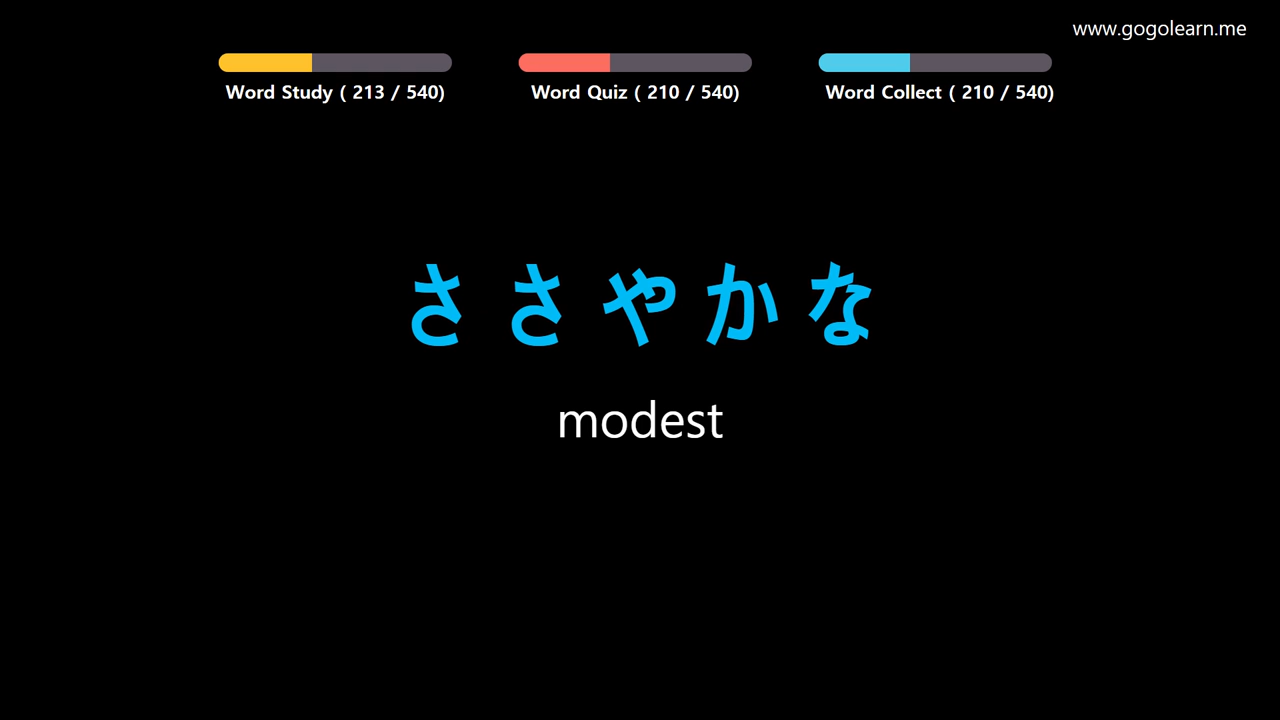 www.gogolearn.me
Word Study ( 213 / 540)
Word Quiz ( 210 / 540)
Word Collect ( 210 / 540)
ささやかな
modest